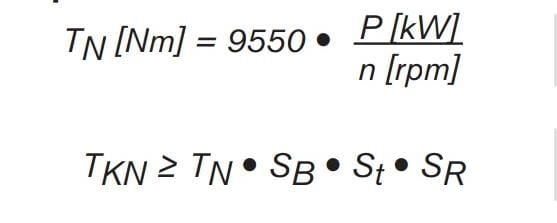 TN [Nm] = 9550 • P [kW]
n [rpm]
TKN ≥ TN • SB • St • SR